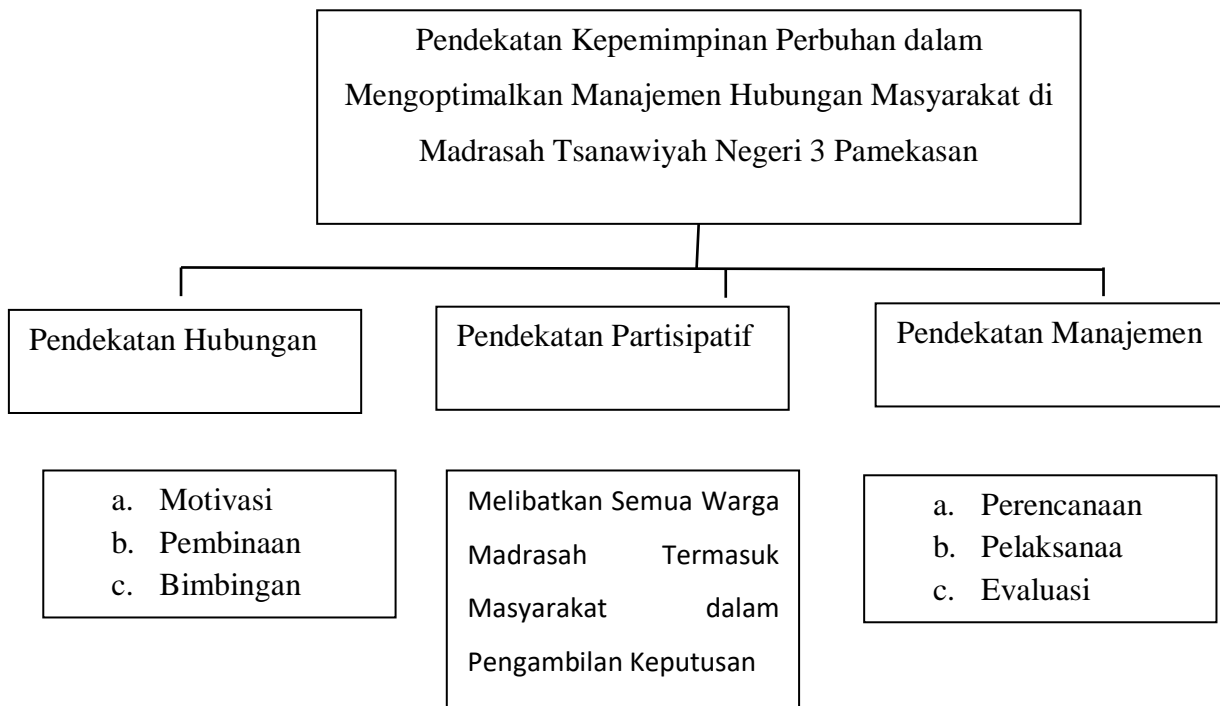 Pendekatan Kepemimpinan Perbuhan dalam
Mengoptimalkan Manajemen Hubungan Masyarakat di
Madrasah Tsanawiyah Negeri 3 Pamekasan
Pendekatan Hubungan
Pendekatan Partisipatif
Pendekatan Manajemen
a. Motivasi
b. Pembinaan
c. Bimbingan
Melibatkan Semua Warga
Madrasah Termasuk
Masyarakat dalam
Pengambilan Keputusan
a. Perencanaan
b. Pelaksanaa
c. Evaluasi